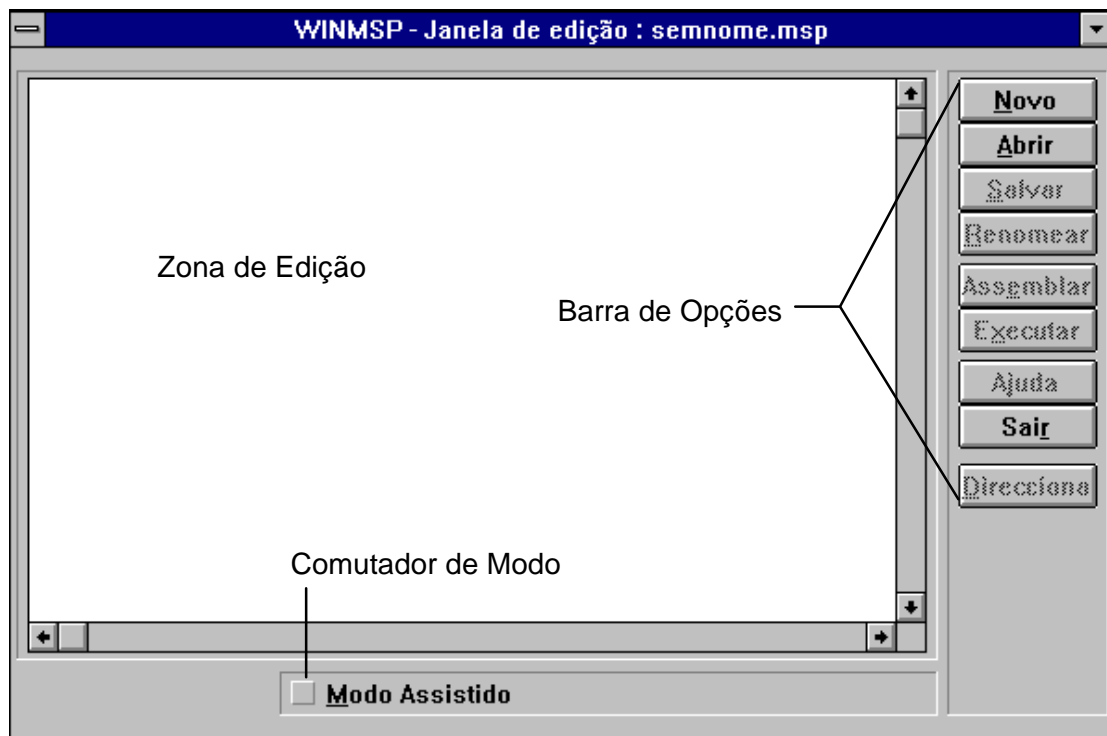 WINMSP - Janela de edição : semnome.msp
Novo
Abrir
Salvar
Renomear
Assemblar
Executar
Ajuda
Sair
Direcciona
Zona de Edição
Barra de Opções
Comutador de Modo
Modo Assistido